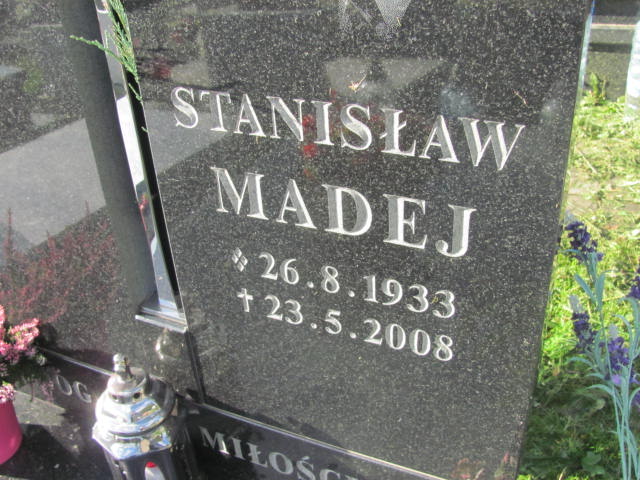 STANISŁAW
MADEJ
26.8.1933
✝ 23.5.2008